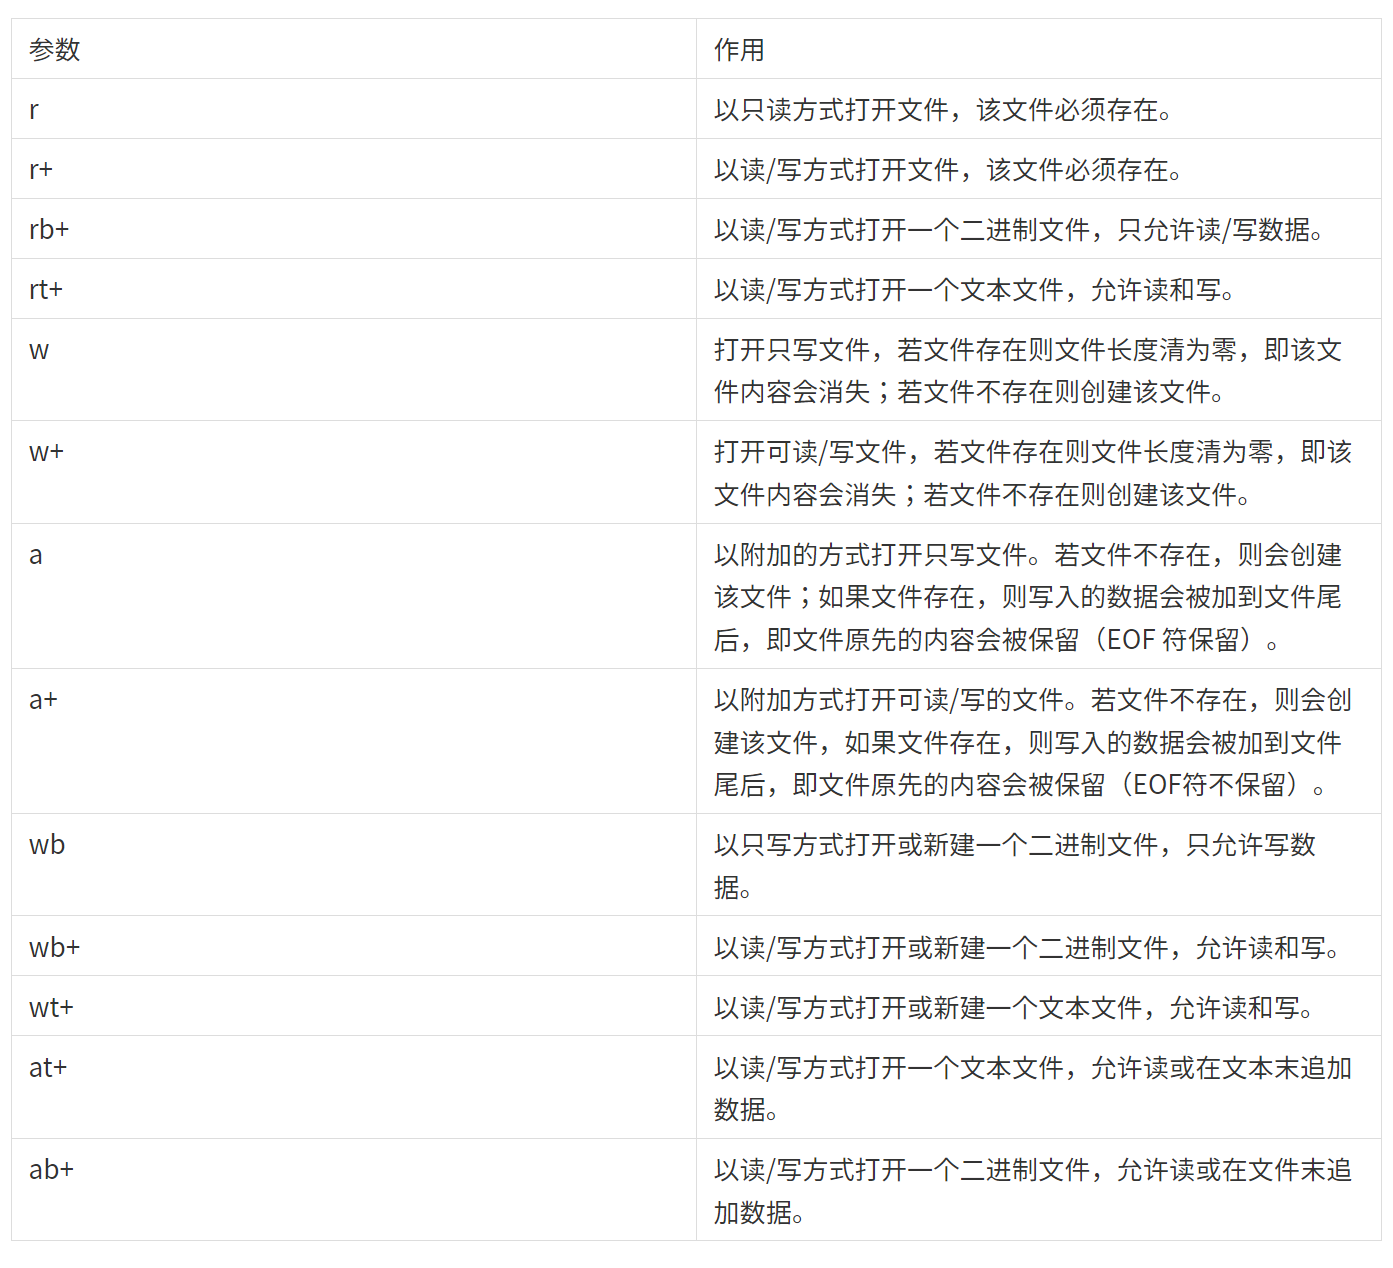 参数
作用
r
以只读方式打开文件，该文件必须存在。
r+
以读/写方式打开文件，该文件必须存在。
rb+
以读/写方式打开一个二进制文件，只允许读/写数据。
rt+
以读/写方式打开一个文本文件，允许读和写。
w
打开只写文件，若文件存在则文件长度清为零，即该文
件内容会消失；若文件不存在则创建该文件。
w+
打开可读/写文件，若文件存在则文件长度清为零，即该
文件内容会消失；若文件不存在则创建该文件。
a
以附加的方式打开只写文件。若文件不存在，则会创建
该文件；如果文件存在，则写入的数据会被加到文件尾
后，即文件原先的内容会被保留（EOF 符保留）。
a+
以附加方式打开可读/写的文件。若文件不存在，则会创
建该文件，如果文件存在，则写入的数据会被加到文件
尾后，即文件原先的内容会被保留（EOF符不保留）。
wb
以只写方式打开或新建一个二进制文件，只允许写数
据。
wb+
以读/写方式打开或新建一个二进制文件，允许读和写。
wt+
以读/写方式打开或新建一个文本文件，允许读和写。
at+
以读/写方式打开一个文本文件，允许读或在文本末追加
数据。
ab+
以读/写方式打开一个二进制文件，允许读或在文件末追
加数据。